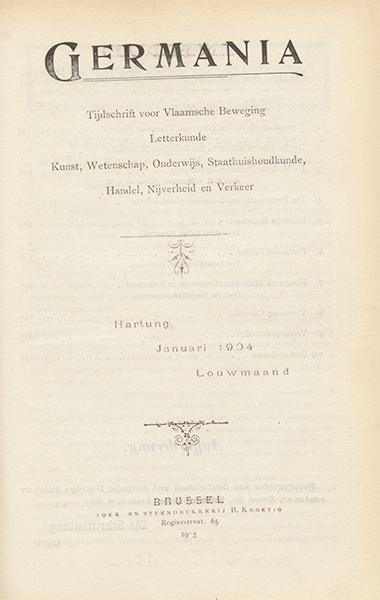 GERMANIA
Tijdschrift voor Vlaamsche Beweging
Letterkunde
Kunst, Wetenschap, Onderwijs, Staathuishoudkunde,
Handel, Nijverheid en Verkeer
Hartung
Januari 1904
Louwmaand
BRUSSEL
BOEK EN STEENDRUKKERIJ H. KNOETIG
Rogierstraat, 65
1903